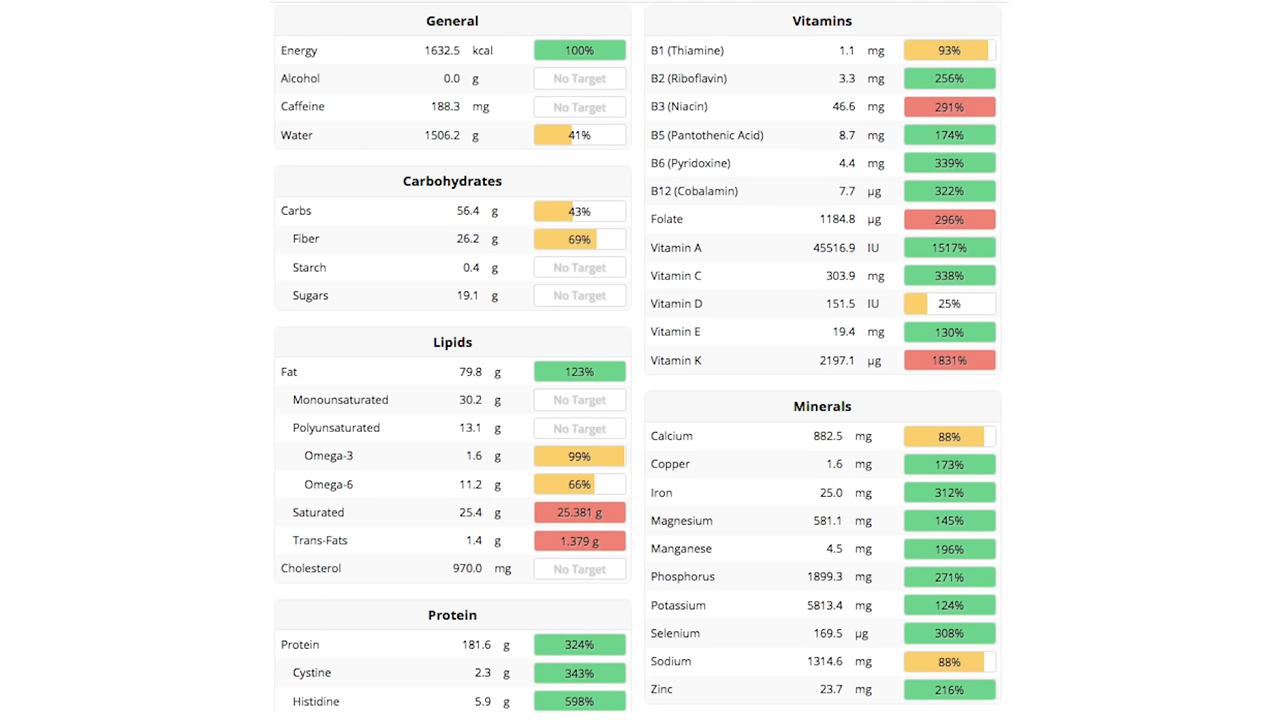 General
Energy 1632.5 kcal 100%
Alcohol 0.0 g No Target
Caffeine 188.3 mg No Target
Water 1506.2 g 41%
Carbohydrates
Carbs 56.4 g 43%
Fiber 26.2 g 69%
Starch 0.4 g No Target
Sugars 19.1 g No Target
Lipids
Fat 79.8 g 123%
Monounsaturated 30.2 g No Target
Polyunsaturated 13.1 g No Target
Omega-3 1.6 g 99%
Omega-6 11.2 g 66%
Saturated 25.4 g 25.381 g
Trans-Fats 1.4 g 1.379 g
Cholesterol 970.0 mg No Target
Protein
Protein 181.6 g 324%
Cystine 2.3 g 343%
Histidine 5.9 g 598%
Vitamins
B1 (Thiamine) 1.1 mg 93%
B2 (Riboflavin) 3.3 mg 256%
B3 (Niacin) 46.6 mg 291%
B5 (Pantothenic Acid) 8.7 mg 174%
B6 (Pyridoxine) 4.4 mg 339%
B12 (Cobalamin) 7.7 µg 322%
Folate 1184.8 µg 296%
Vitamin A 45516.9 IU 1517%
Vitamin C 303.9 mg 338%
Vitamin D 151.5 IU 25%
Vitamin E 19.4 mg 130%
Vitamin K 2197.1 µg 1831%
Minerals
Calcium 882.5 mg 88%
Copper 1.6 mg 173%
Iron 25.0 mg 312%
Magnesium 581.1 mg 145%
Manganese 4.5 mg 196%
Phosphorus 1899.3 mg 271%
Potassium 5813.4 mg 124%
Selenium 169.5 µg 308%
Sodium 1314.6 mg 88%
Zinc 23.7 mg 216%